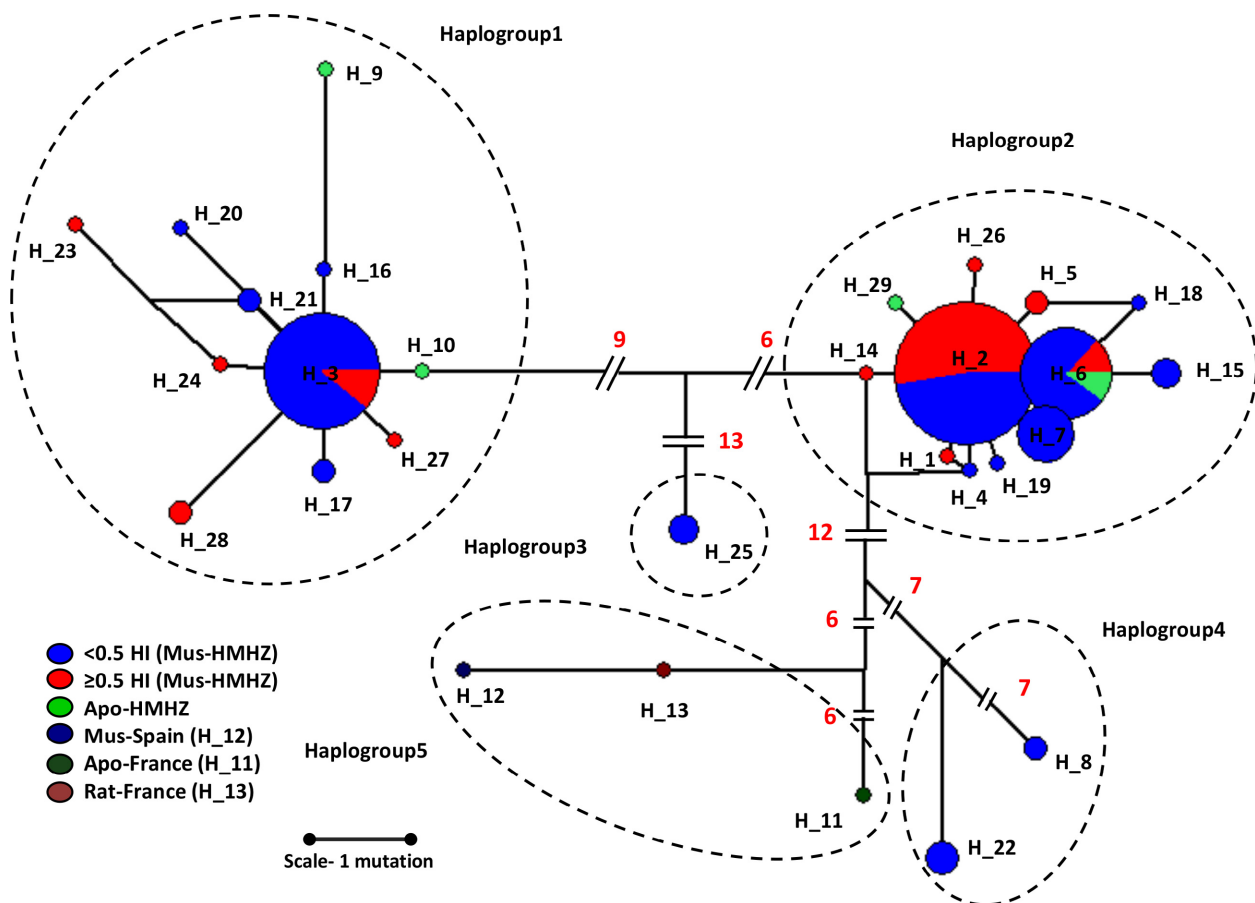 Haplogroup1
H_9
Haplogroup2
H_20
H_23
H_16
H_26
H_5
H_29
H_18
H_21
H_10
9
6
H_14
H_2
H_3
H_6
H_15
H_24
13
H_7
H_27
H_1
H_19
H_4
H_17
H_28
12
Haplogroup3
H_25
7
6
Haplogroup4
<0.5 HI (Mus-HMHZ)
≥0.5 HI (Mus-HMHZ)
Apo-HMHZ
Mus-Spain (H_12)
Apo-France (H_11)
Rat-France (H_13)
H_12
H_13
7
6
Haplogroup5
H_8
H_11
H_22
Scale- 1 mutation